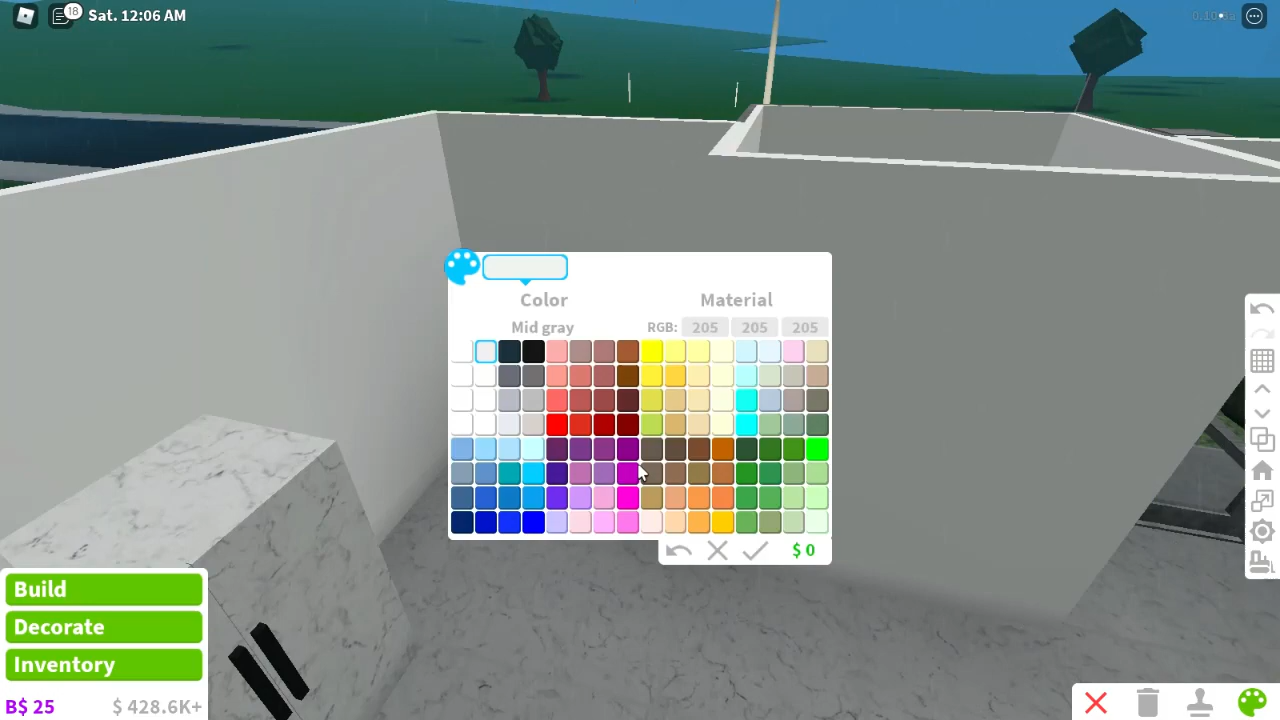 18
Sat. 12:06 AM
Color
Material
Mid gray
RGB: 205 205 205
$ 0
Build
Decorate
Inventory
B$ 25
$ 428.6K+